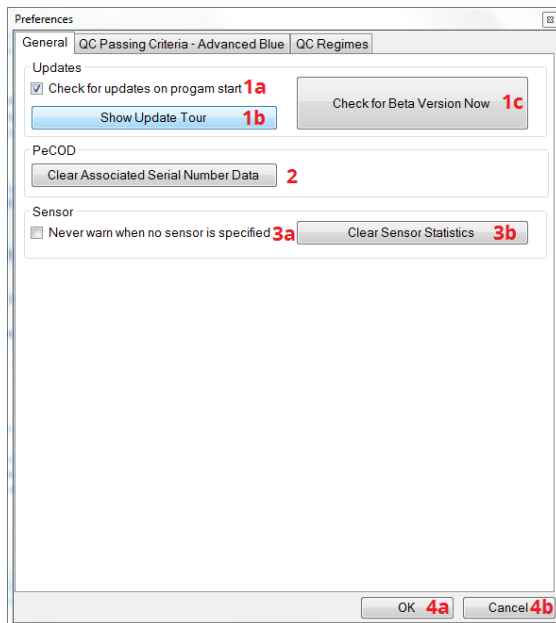 Preferences
General QC Passing Criteria - Advanced Blue QC Regimes
Updates
Check for updates on progam start 1a
Check for Beta Version Now 1c
Show Update Tour 1b
PeCOD
Clear Associated Serial Number Data 2
Sensor
Never warn when no sensor is specified 3a Clear Sensor Statistics 3b
OK 4a Cancel 4b